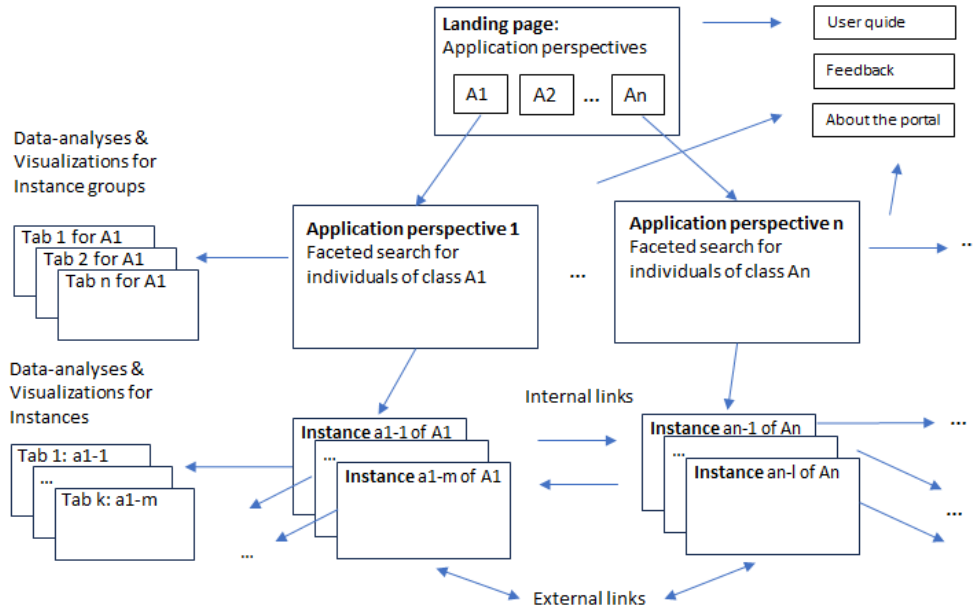 Landing page:
Application perspectives
A1
A2
...
An
User quide
Feedback
About the portal
Data-analyses &
Visualizations for
Instance groups
Tab 1 for A1
Tab 2 for A1
Tab n for A1
Application perspective 1
Faceted search for
individuals of class A1
...
Application perspective n
Faceted search for
individuals of class An
...
Data-analyses &
Visualizations for
Instances
Tab 1: a1-1
...
Tab k: a1-m
...
Instance a1-1 of A1
...
Instance a1-m of A1
Internal links
Instance an-1 of An
...
Instance an-l of An
...
...
External links